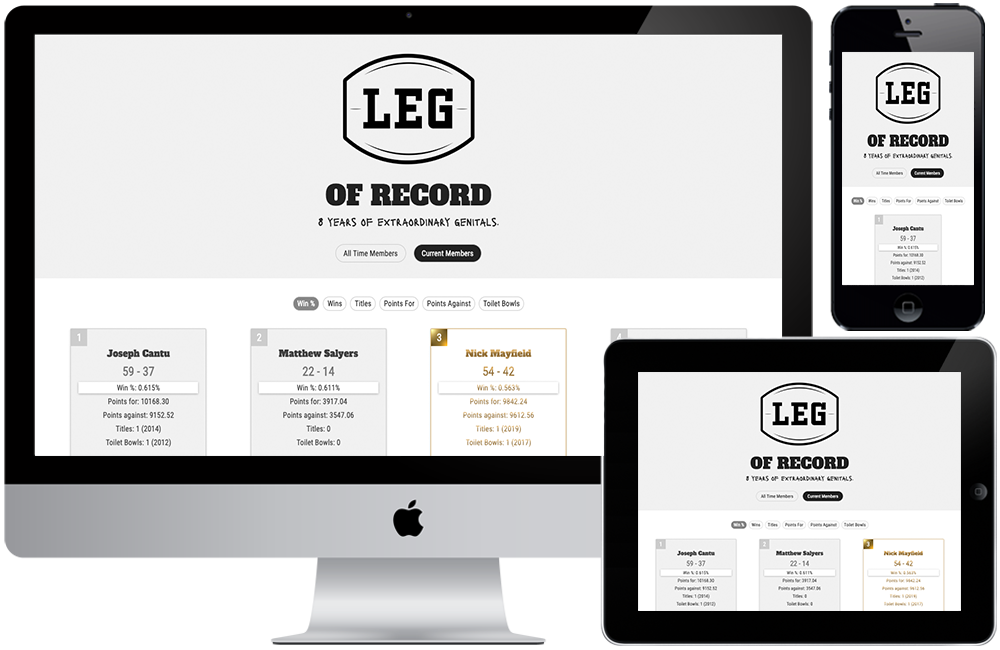 LEG
OF RECORD
8 YEARS OF EXTRAORDINARY GENITALS.
All Time Members
Current Members
Win %
Wins
Titles
Points For
Points Against
Toilet Bowls
1
Joseph Cantu
59 - 37
Win %: 0.615%
Points for: 10168.30
Points against: 9152.52
Titles: 1 (2014)
Toilet Bowls: 1 (2012)
2
Matthew Salyers
22 - 14
Win %: 0.611%
Points for: 3917.04
Points against: 3547.06
Titles: 0
Toilet Bowls: 0
3
Nick Mayfield
54 - 42
Win %: 0.563%
Points for: 9842.24
Points against: 9612.56
Titles: 1 (2019)
Toilet Bowls: 1 (2017)
4
LEG
OF RECORD
8 YEARS OF EXTRAORDINARY GENITALS.
All Time Members
Current Members
Win %
Wins
Titles
Points For
Points Against
Toilet Bowls
1
Joseph Cantu
59 - 37
Win %: 0.615%
Points for: 10168.30
Points against: 9152.52
Titles: 1 (2014)
Toilet Bowls: 1 (2012)
LEG
OF RECORD
8 YEARS OF EXTRAORDINARY GENITALS.
All Time Members
Current Members
Win %
Wins
Titles
Points For
Points Against
Toilet Bowls
1
Joseph Cantu
59 - 37
Win %: 0.615%
Points for: 10168.30
Points against: 9152.52
Titles: 1 (2014)
Toilet Bowls: 1 (2012)
2
Matthew Salyers
22 - 14
Win %: 0.611%
Points for: 3917.04
Points against: 3547.06
Titles: 0
Toilet Bowls: 0
3
Nick Mayfield
54 - 42
Win %: 0.563%
Points for: 9842.24
Points against: 9612.56
Titles: 1 (2019)
Toilet Bowls: 1 (2017)